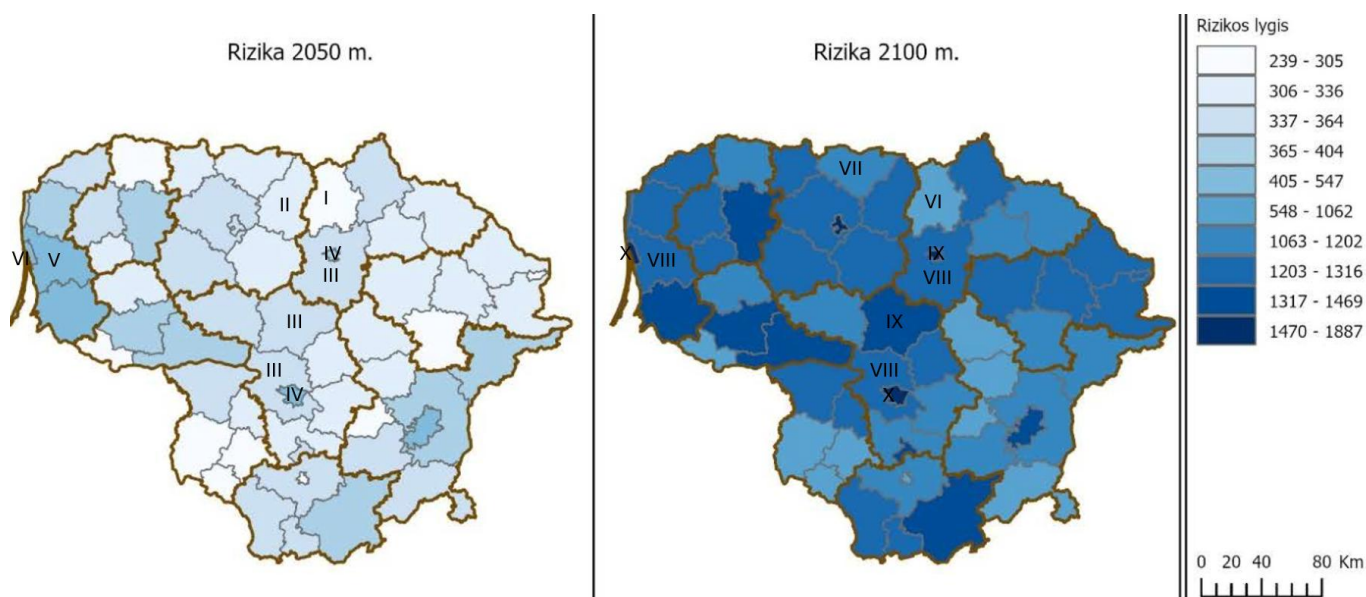 Rizika 2050 m.
I
II
IV
III
VI
V
III
III
IV
Rizika 2100 m.
VII
VI
X
VIII
IX
VIII
IX
VIII
X
Rizikos lygis
239 - 305
306 - 336
337 - 364
365 - 404
405 - 547
548 - 1062
1063 - 1202
1203 - 1316
1317 - 1469
1470 - 1887
0 20 40 80 Km